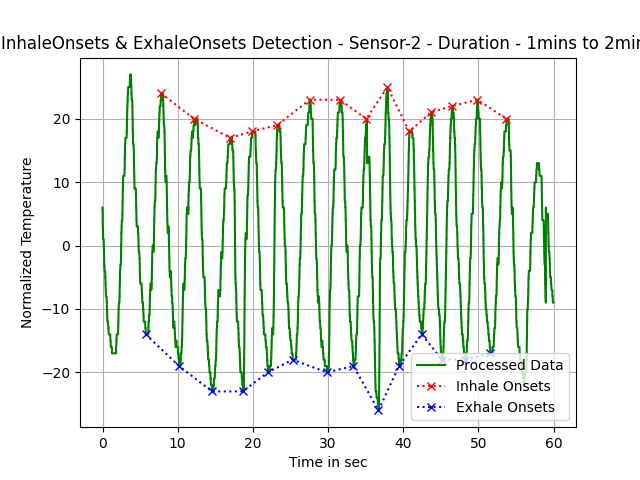 InhaleOnsets & ExhaleOnsets Detection - Sensor-2 - Duration - 1mins to 2min
20
10
0
−10
−20
Normalized Temperature
0 10 20 30 40 50 60
Time in sec
Processed Data
Inhale Onsets
Exhale Onsets